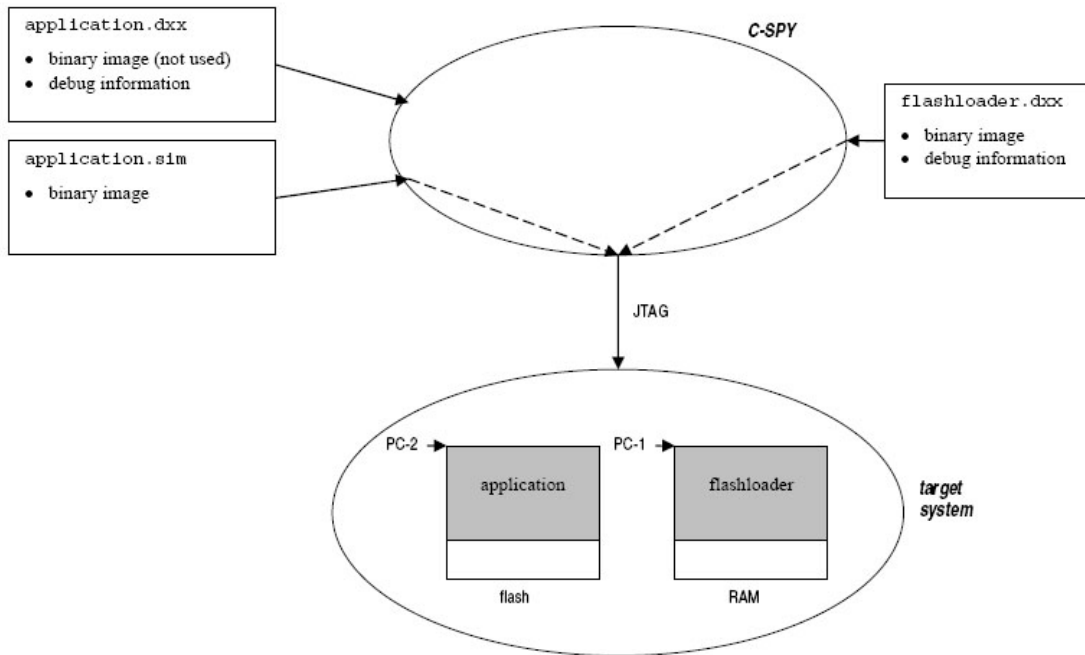 application.dxx
• binary image (not used)
• debug information
application.sim
• binary image
C-SPY
flashloader.dxx
• binary image
• debug information
JTAG
PC-2
application
flash
PC-1
flashloader
RAM
target
system